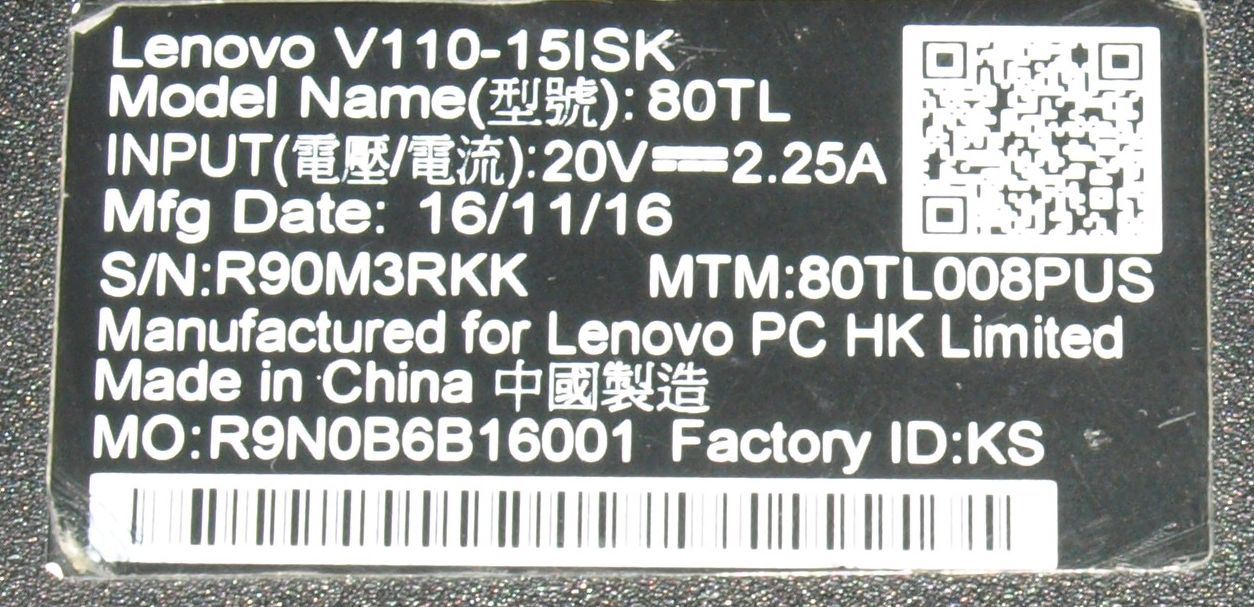 Lenovo V110-15ISK
Model Name(型號): 80TL
INPUT(電壓/電流):20V⎓2.25A
Mfg Date: 16/11/16
S/N:R90M3RKK MTM:80TL008PUS
Manufactured for Lenovo PC HK Limited
Made in China 中國製造
MO:R9N0B6B16001 Factory ID:KS